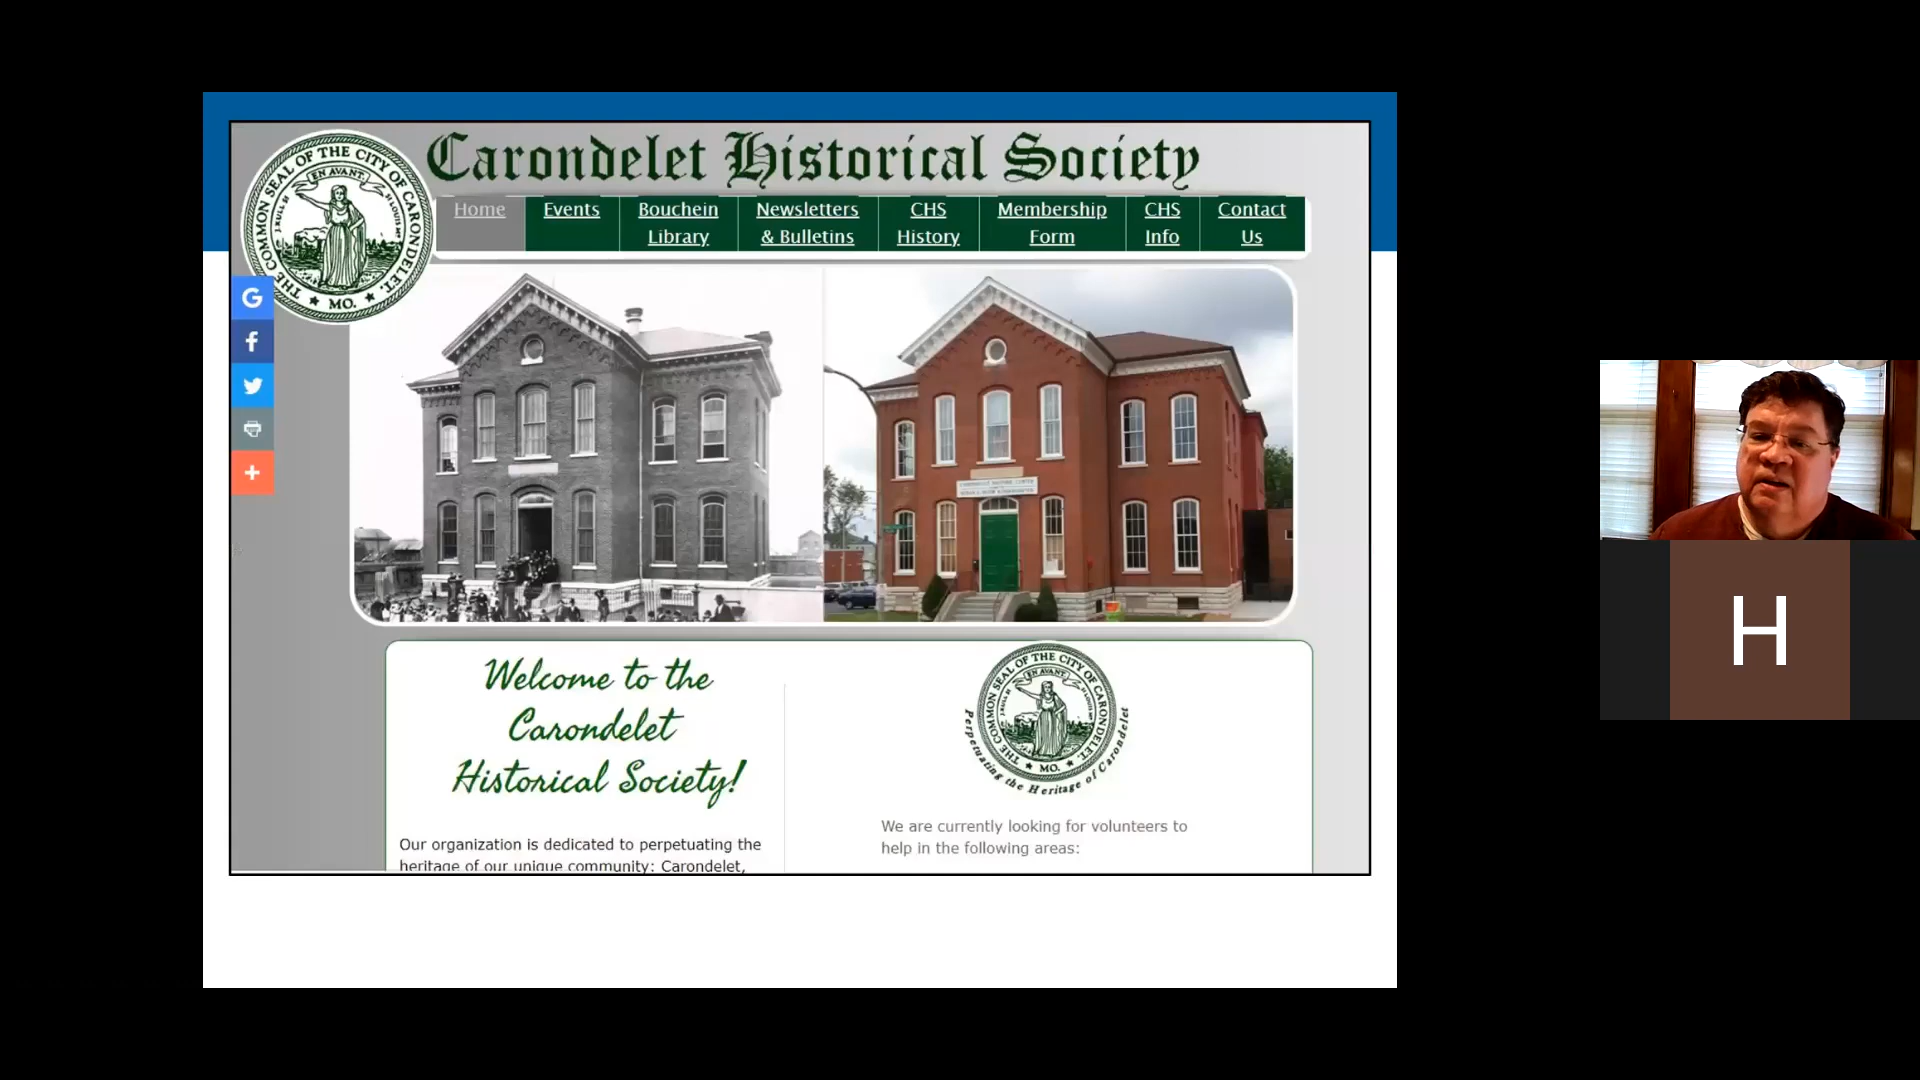 Carondelet Historical Society
THE COMMON SEAL OF THE CITY OF CARONDELET.
EN AVANT
★ MO. ★
Home
Events
Bouchein
Library
Newsletters
& Bulletins
CHS
History
Membership
Form
CHS
Info
Contact
Us
G
f
+
Welcome to the
Carondelet
Historical Society!
Our organization is dedicated to perpetuating the
heritage of our unique community: Carondelet,
THE COMMON SEAL OF THE CITY OF CARONDELET.
EN AVANT
★ MO. ★
Perpetuating the Heritage of Carondelet
We are currently looking for volunteers to
help in the following areas:
H